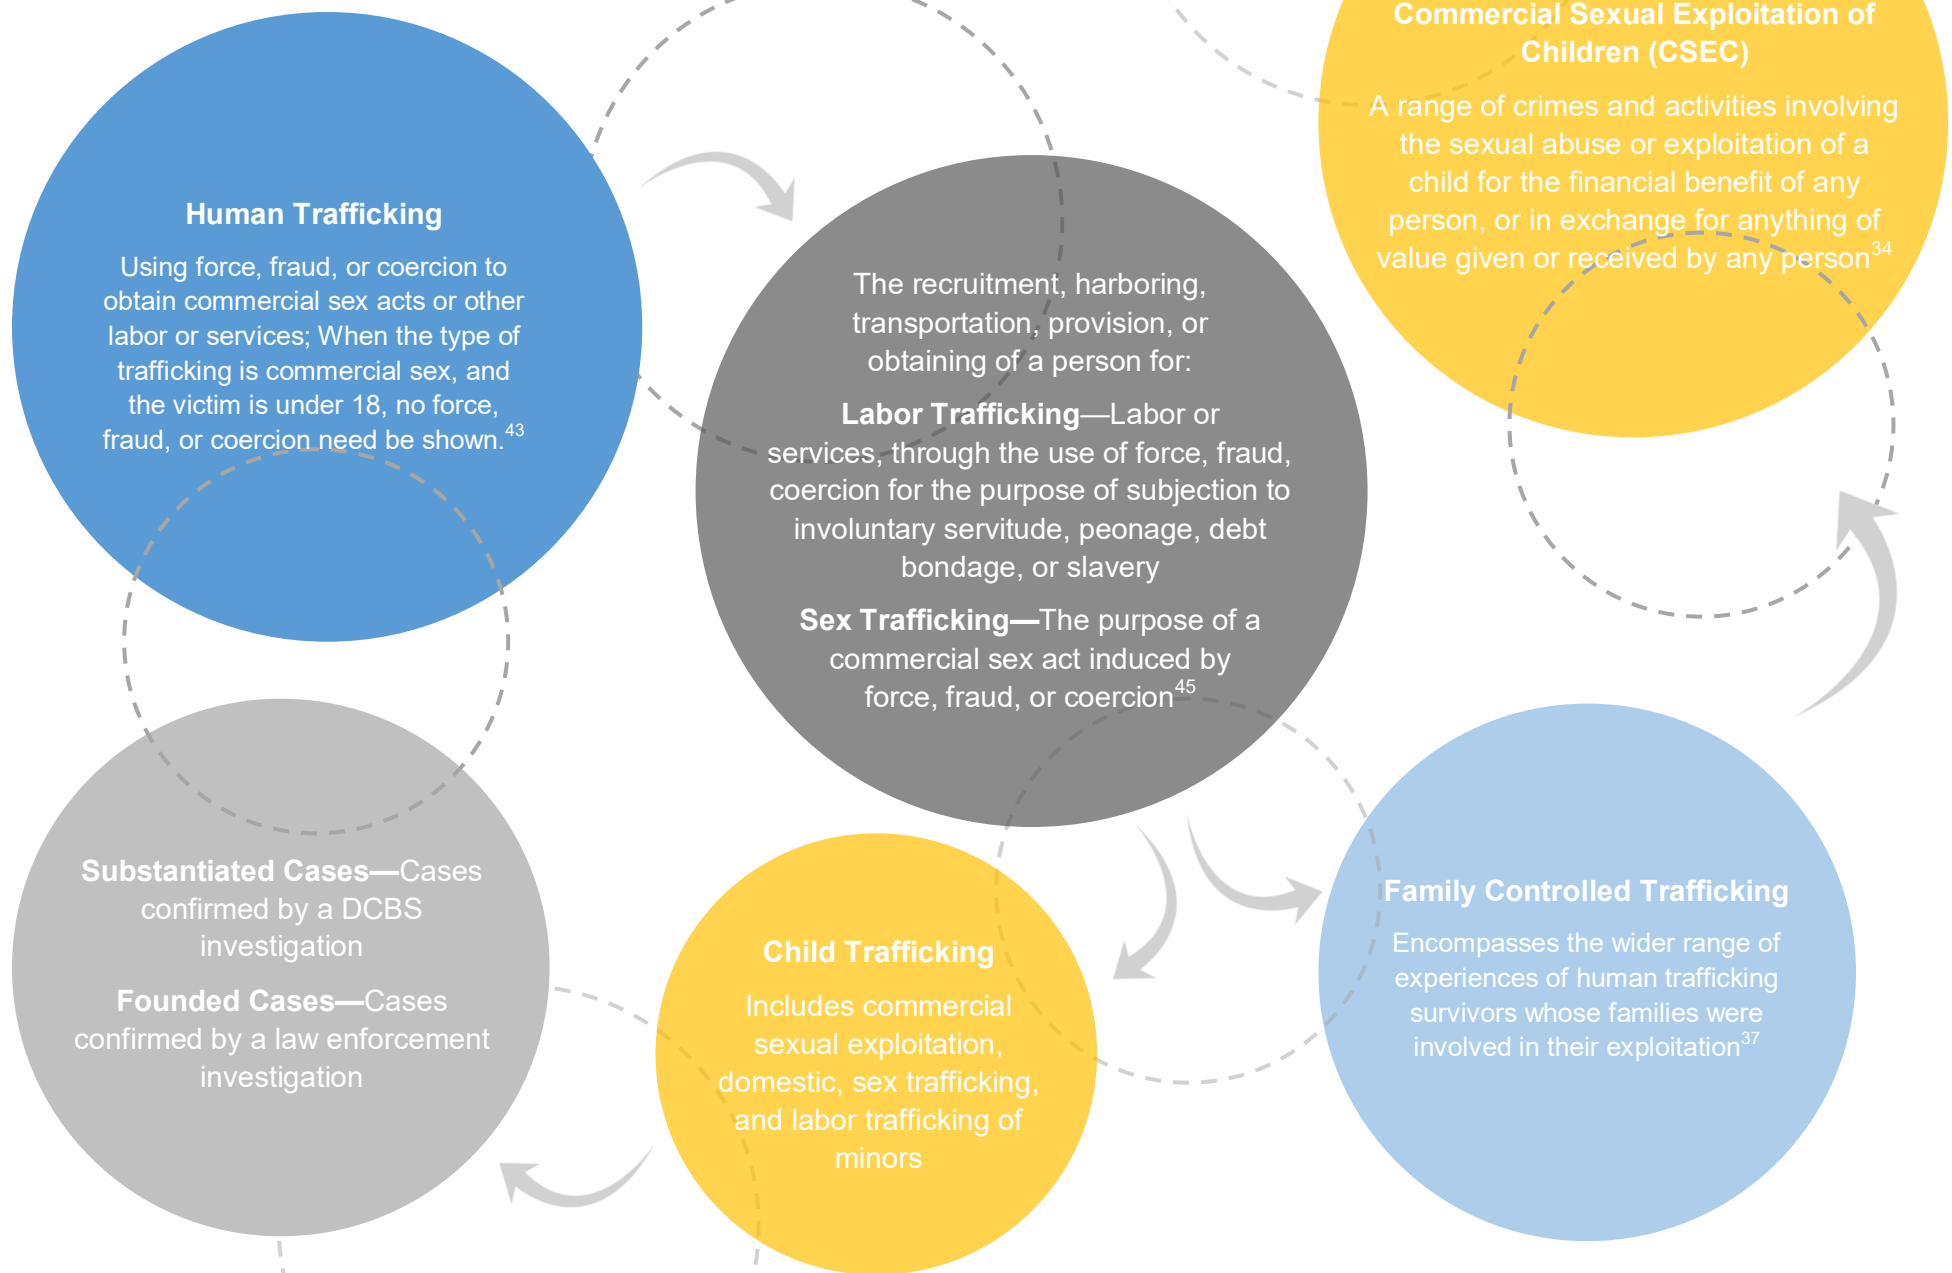 Human Trafficking
Using force, fraud, or coercion to
obtain commercial sex acts or other
labor or services; When the type of
trafficking is commercial sex, and
the victim is under 18, no force,
fraud, or coercion need be shown.43
The recruitment, harboring,
transportation, provision, or
obtaining of a person for:
Labor Trafficking—Labor or
services, through the use of force, fraud,
coercion for the purpose of subjection to
involuntary servitude, peonage, debt
bondage, or slavery
Sex Trafficking—The purpose of a
commercial sex act induced by
force, fraud, or coercion45
Commercial Sexual Exploitation of
Children (CSEC)
A range of crimes and activities involving
the sexual abuse or exploitation of a
child for the financial benefit of any
person, or in exchange for anything of
value given or received by any person34
Substantiated Cases—Cases
confirmed by a DCBS
investigation
Founded Cases—Cases
confirmed by a law enforcement
investigation
Child Trafficking
Includes commercial
sexual exploitation,
domestic, sex trafficking,
and labor trafficking of
minors
Family Controlled Trafficking
Encompasses the wider range of
experiences of human trafficking
survivors whose families were
involved in their exploitation37